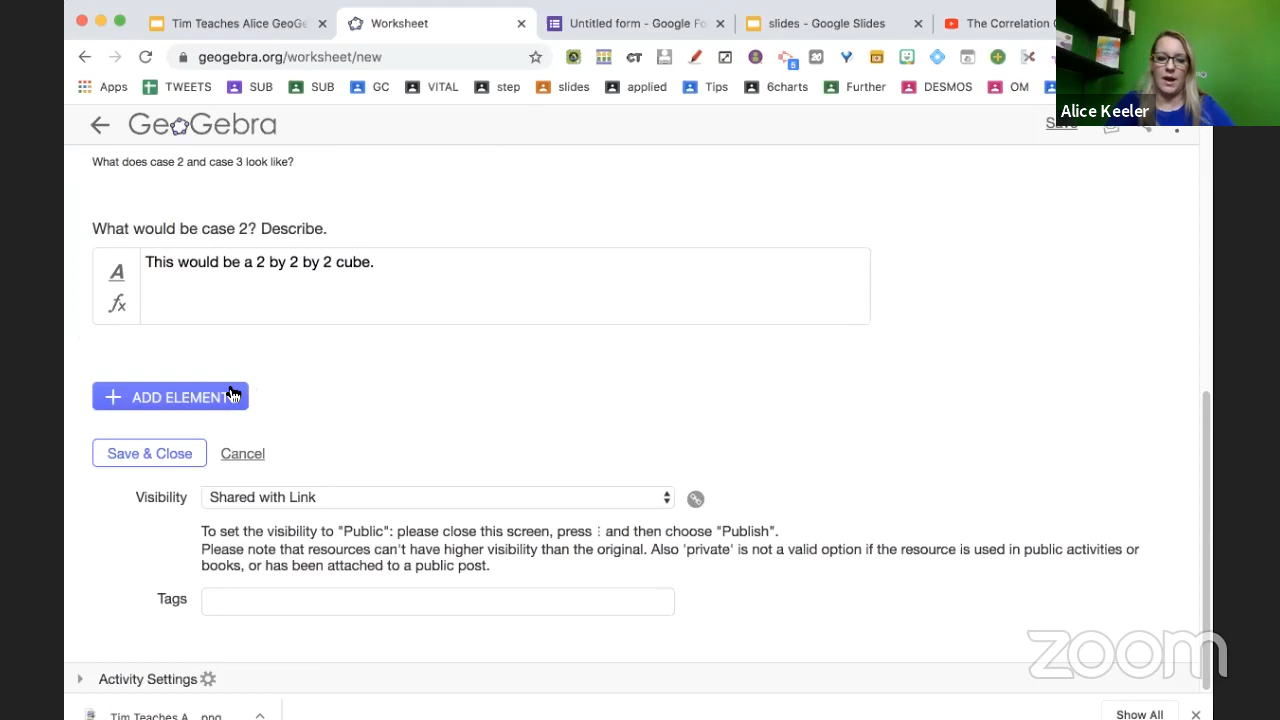 Tim Teaches Alice GeoGe
Worksheet
Untitled form - Google Fo
slides - Google Slides
The Correlation C
geogebra.org/worksheet/new
Apps
TWEETS
SUB
SUB
GC
VITAL
step
slides
applied
Tips
6charts
Further
DESMOS
OM
Alice Keeler
GeoGebra
Save
What does case 2 and case 3 look like?
What would be case 2? Describe.
This would be a 2 by 2 by 2 cube.
A
fx
+ ADD ELEMENT
Save & Close
Cancel
Visibility
Shared with Link
To set the visibility to "Public": please close this screen, press ⋮ and then choose "Publish".
Please note that resources can't have higher visibility than the original. Also 'private' is not a valid option if the resource is used in public activities or
books, or has been attached to a public post.
Tags
zoom
Activity Settings
Tim Teaches A....png
Show All